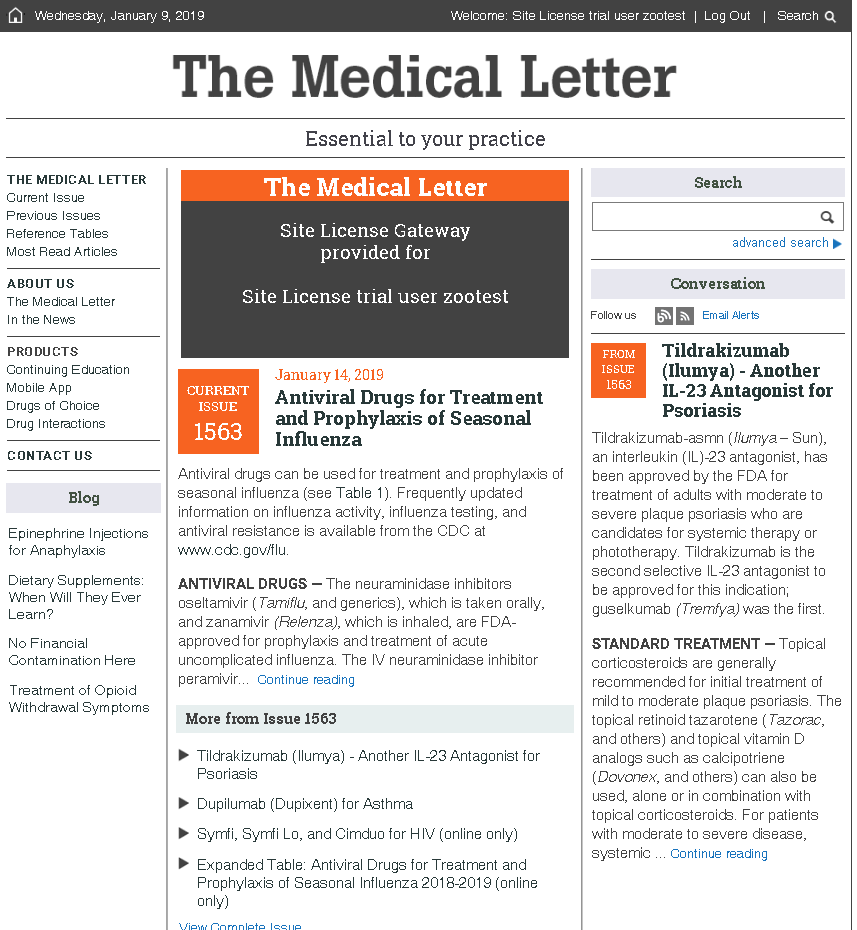 Wednesday, January 9, 2019
Welcome: Site License trial user zootest | Log Out | Search
The Medical Letter
Essential to your practice
THE MEDICAL LETTER
Current Issue
Previous Issues
Reference Tables
Most Read Articles
ABOUT US
The Medical Letter
In the News
PRODUCTS
Continuing Education
Mobile App
Drugs of Choice
Drug Interactions
CONTACT US
Blog
Epinephrine Injections
for Anaphylaxis
Dietary Supplements:
When Will They Ever
Learn?
No Financial
Contamination Here
Treatment of Opioid
Withdrawal Symptoms
The Medical Letter
Site License Gateway
provided for
Site License trial user zootest
CURRENT
ISSUE
1563
January 14, 2019
Antiviral Drugs for Treatment
and Prophylaxis of Seasonal
Influenza
Antiviral drugs can be used for treatment and prophylaxis of
seasonal influenza (see Table 1). Frequently updated
information on influenza activity, influenza testing, and
antiviral resistance is available from the CDC at
www.cdc.gov/flu.
ANTIVIRAL DRUGS — The neuraminidase inhibitors
oseltamivir (Tamiflu, and generics), which is taken orally,
and zanamivir (Relenza), which is inhaled, are FDA-
approved for prophylaxis and treatment of acute
uncomplicated influenza. The IV neuraminidase inhibitor
peramivir... Continue reading
More from Issue 1563
Tildrakizumab (Ilumya) - Another IL-23 Antagonist for
Psoriasis
Dupilumab (Dupixent) for Asthma
Symfi, Symfi Lo, and Cimduo for HIV (online only)
Expanded Table: Antiviral Drugs for Treatment and
Prophylaxis of Seasonal Influenza 2018-2019 (online
only)
View Complete Issue
Search
advanced search
Conversation
Follow us
Email Alerts
FROM
ISSUE
1563
Tildrakizumab
(Ilumya) - Another
IL-23 Antagonist for
Psoriasis
Tildrakizumab-asmn (Ilumya – Sun),
an interleukin (IL)-23 antagonist, has
been approved by the FDA for
treatment of adults with moderate to
severe plaque psoriasis who are
candidates for systemic therapy or
phototherapy. Tildrakizumab is the
second selective IL-23 antagonist to
be approved for this indication;
guselkumab (Tremfya) was the first.
STANDARD TREATMENT — Topical
corticosteroids are generally
recommended for initial treatment of
mild to moderate plaque psoriasis. The
topical retinoid tazarotene (Tazorac,
and others) and topical vitamin D
analogs such as calcipotriene
(Dovonex, and others) can also be
used, alone or in combination with
topical corticosteroids. For patients
with moderate to severe disease,
systemic ... Continue reading